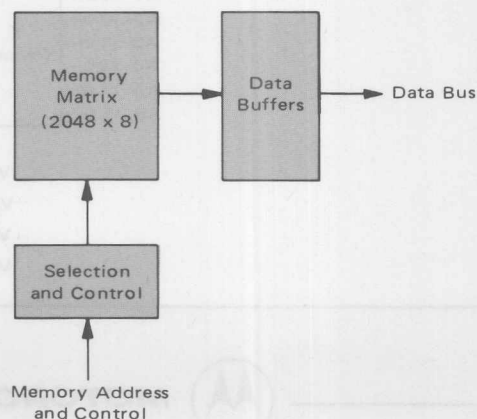 Memory
Matrix
(2048 x 8)
Data
Buffers
Data Bus
Selection
and Control
Memory Address
and Control